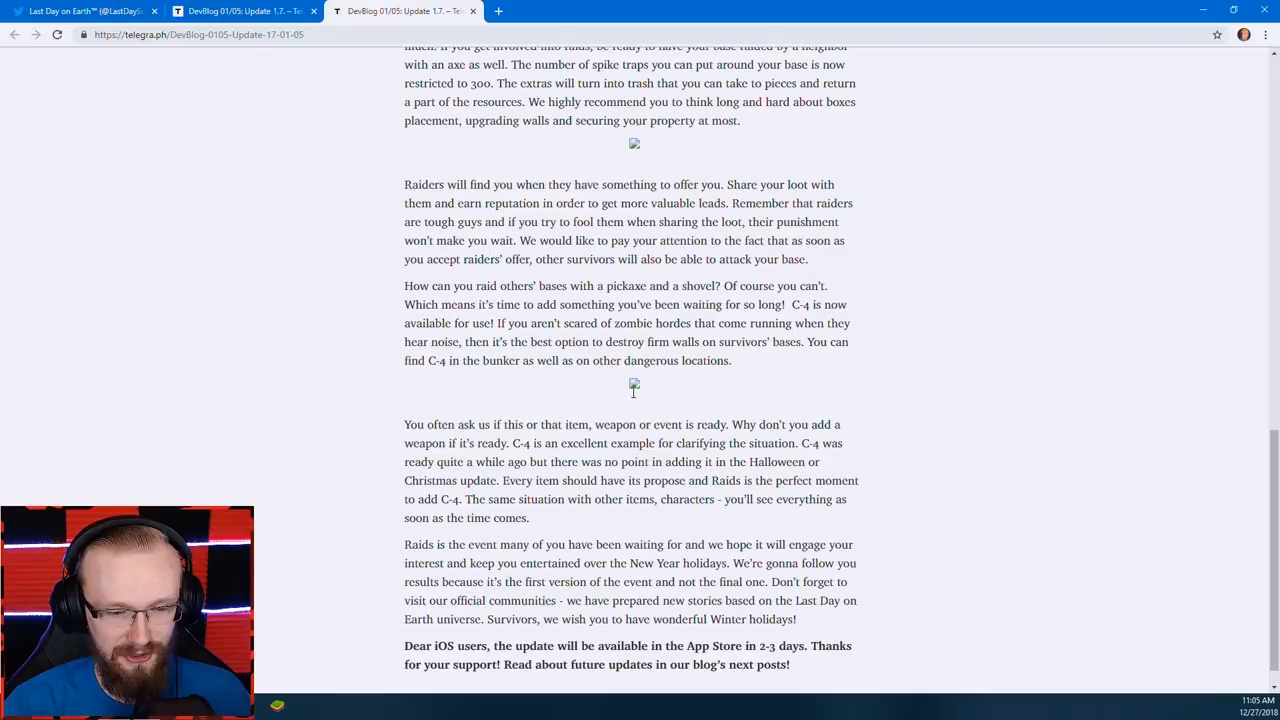 Last Day on Earth™ (@LastDayS
DevBlog 01/05: Update 1.7. – Tel
DevBlog 01/05: Update 1.7. – Tel
https://telegra.ph/DevBlog-0105-Update-17-01-05
much. If you get involved into raids, be ready to have your base raided by a neighbor
with an axe as well. The number of spike traps you can put around your base is now
restricted to 300. The extras will turn into trash that you can take to pieces and return
a part of the resources. We highly recommend you to think long and hard about boxes
placement, upgrading walls and securing your property at most.
Raiders will find you when they have something to offer you. Share your loot with
them and earn reputation in order to get more valuable leads. Remember that raiders
are tough guys and if you try to fool them when sharing the loot, their punishment
won't make you wait. We would like to pay your attention to the fact that as soon as
you accept raiders' offer, other survivors will also be able to attack your base.
How can you raid others' bases with a pickaxe and a shovel? Of course you can't.
Which means it's time to add something you've been waiting for so long!  C-4 is now
available for use! If you aren't scared of zombie hordes that come running when they
hear noise, then it's the best option to destroy firm walls on survivors' bases. You can
find C-4 in the bunker as well as on other dangerous locations.
You often ask us if this or that item, weapon or event is ready. Why don't you add a
weapon if it's ready. C-4 is an excellent example for clarifying the situation. C-4 was
ready quite a while ago but there was no point in adding it in the Halloween or
Christmas update. Every item should have its propose and Raids is the perfect moment
to add C-4. The same situation with other items, characters - you'll see everything as
soon as the time comes.
Raids is the event many of you have been waiting for and we hope it will engage your
interest and keep you entertained over the New Year holidays. We're gonna follow you
results because it's the first version of the event and not the final one. Don't forget to
visit our official communities - we have prepared new stories based on the Last Day on
Earth universe. Survivors, we wish you to have wonderful Winter holidays!
Dear iOS users, the update will be available in the App Store in 2-3 days. Thanks
for your support! Read about future updates in our blog's next posts!
11:05 AM
12/27/2018